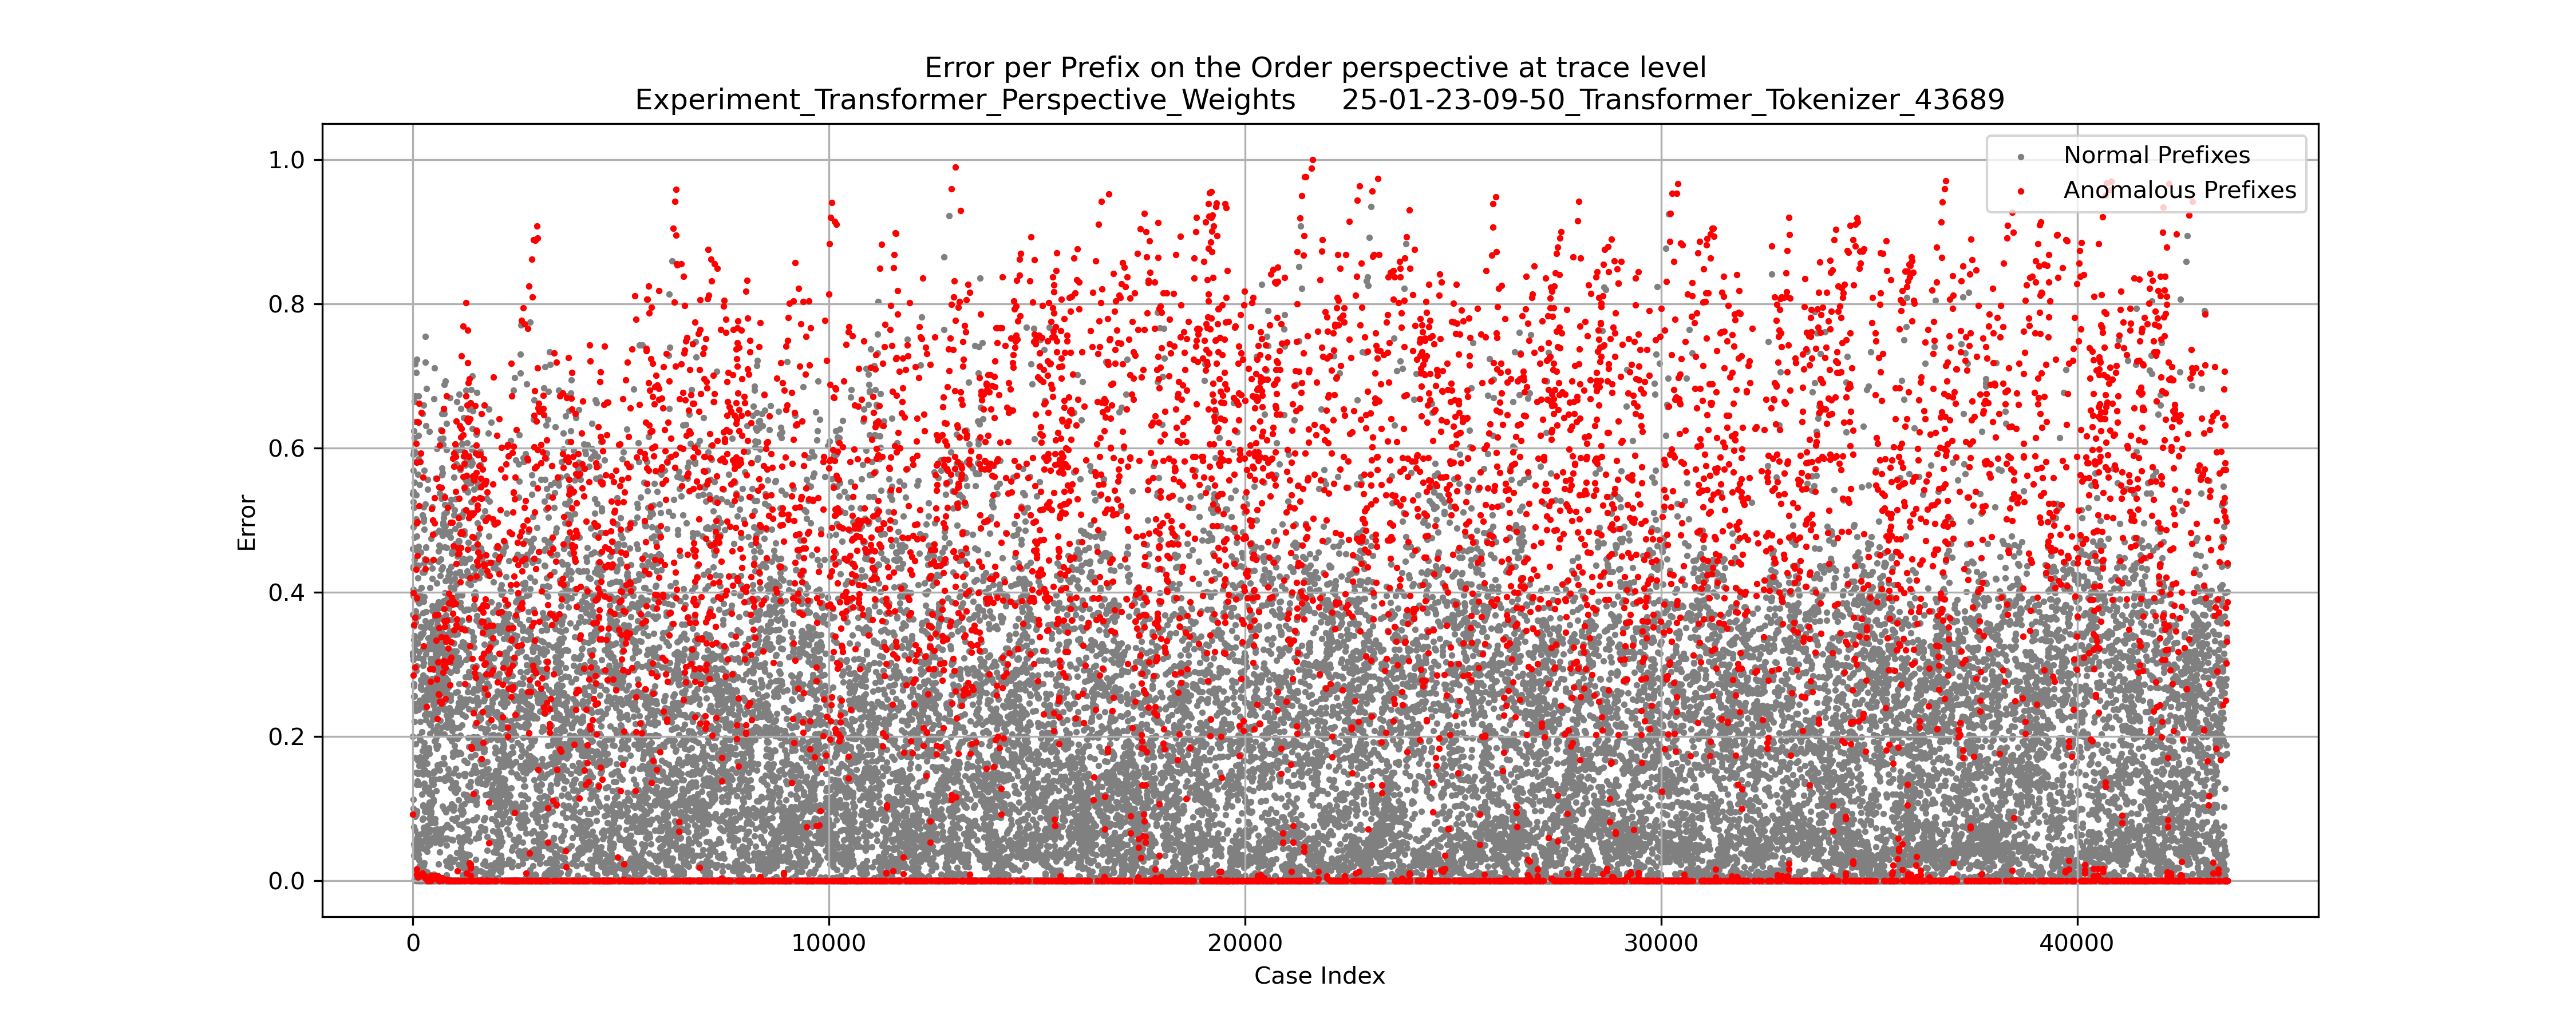 Error per Prefix on the Order perspective at trace level
Experiment_Transformer_Perspective_Weights 25-01-23-09-50_Transformer_Tokenizer_43689
Normal Prefixes
Anomalous Prefixes
1.0
0.8
0.6
0.4
0.2
0.0
Error
0 10000 20000 30000 40000
Case Index